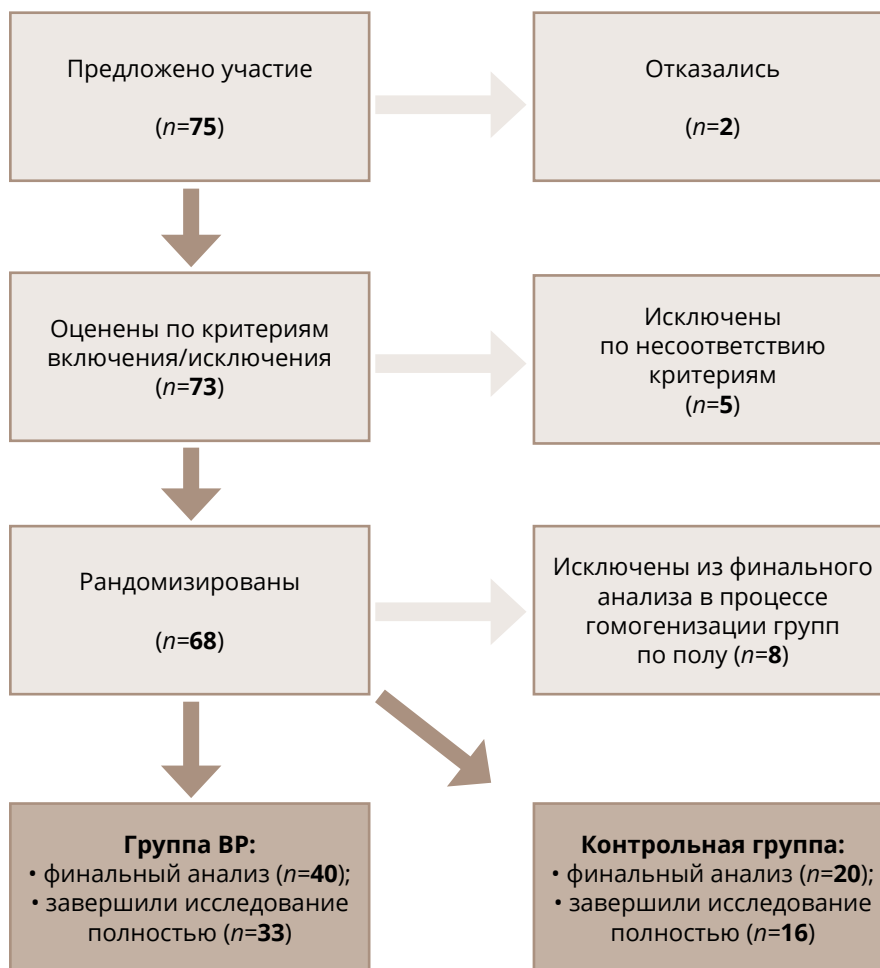 Предложено участие
(n=75)
Отказались
(n=2)
Оценены по критериям
включения/исключения
(n=73)
Исключены
по несоответствию
критериям
(n=5)
Рандомизированы
(n=68)
Исключены из финального
анализа в процессе
гомогенизации групп
по полу (n=8)
Группа ВР:
• финальный анализ (n=40);
• завершили исследование
полностью (n=33)
Контрольная группа:
• финальный анализ (n=20);
• завершили исследование
полностью (n=16)